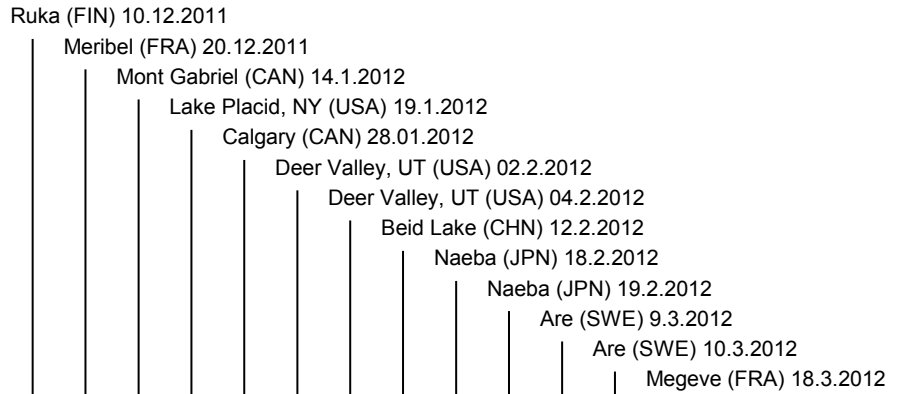 Ruka (FIN) 10.12.2011
Meribel (FRA) 20.12.2011
Mont Gabriel (CAN) 14.1.2012
Lake Placid, NY (USA) 19.1.2012
Calgary (CAN) 28.01.2012
Deer Valley, UT (USA) 02.2.2012
Deer Valley, UT (USA) 04.2.2012
Beid Lake (CHN) 12.2.2012
Naeba (JPN) 18.2.2012
Naeba (JPN) 19.2.2012
Are (SWE) 9.3.2012
Are (SWE) 10.3.2012
Megeve (FRA) 18.3.2012